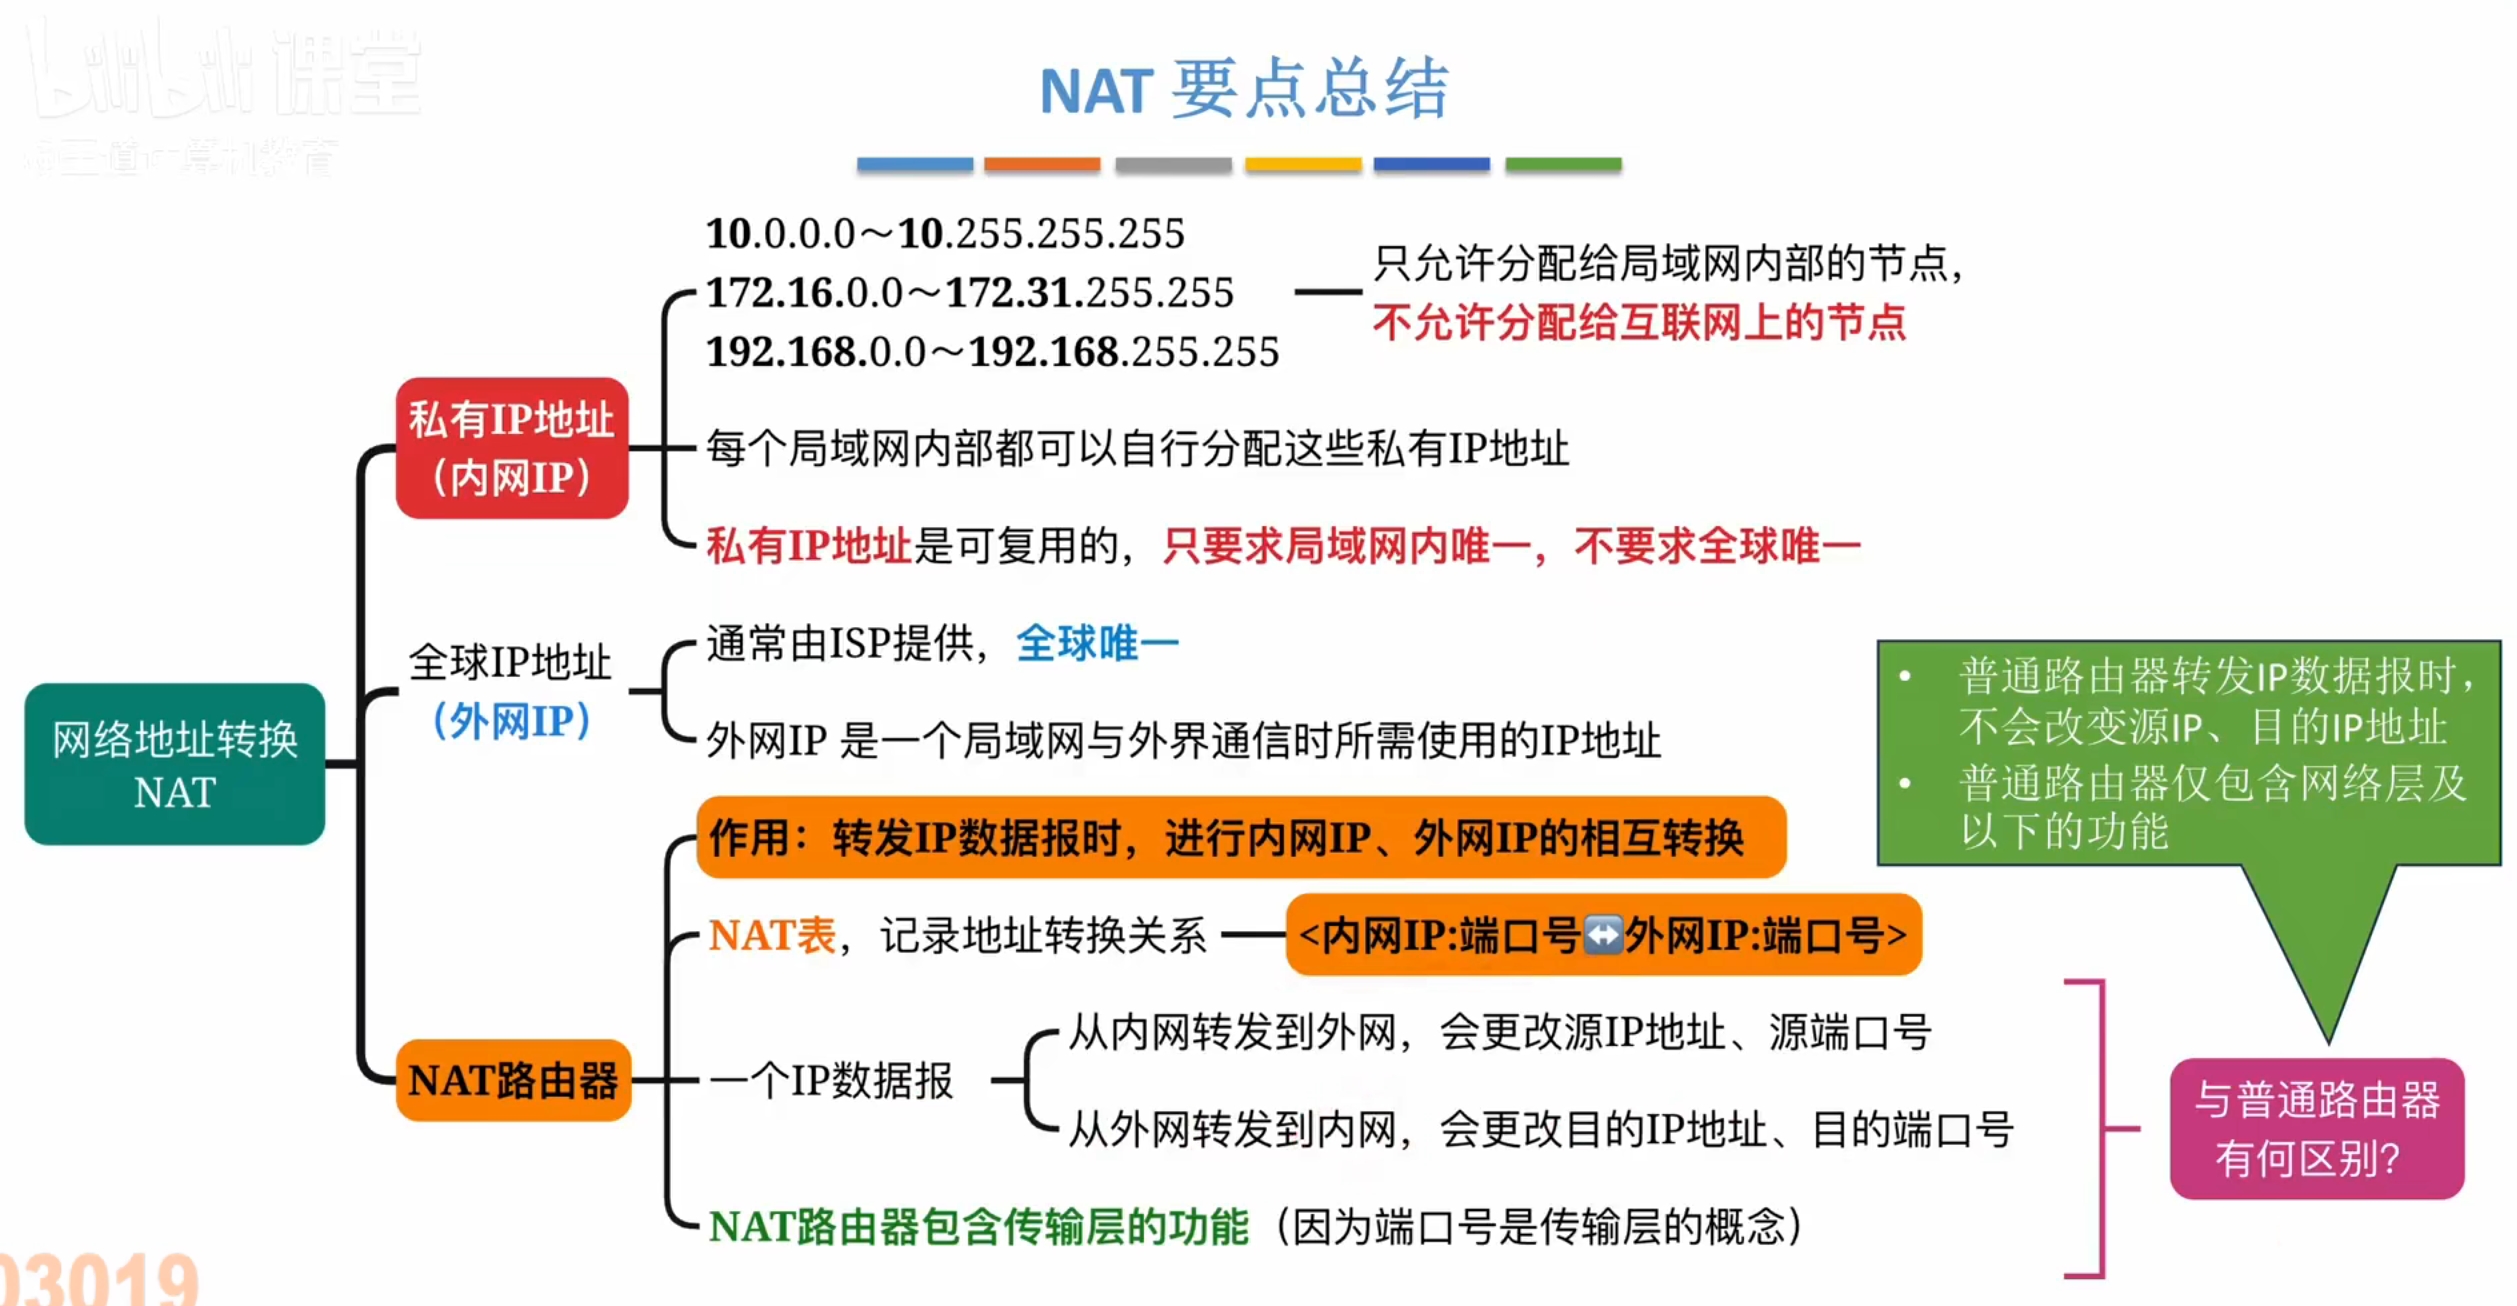 bilibili 课堂
@王道计算机教育
NAT 要点总结
10.0.0.0～10.255.255.255
172.16.0.0～172.31.255.255
192.168.0.0～192.168.255.255
只允许分配给局域网内部的节点，
不允许分配给互联网上的节点
私有IP地址
（内网IP）
每个局域网内部都可以自行分配这些私有IP地址
私有IP地址是可复用的，只要求局域网内唯一，不要求全球唯一
全球IP地址
（外网IP）
通常由ISP提供，全球唯一
外网IP 是一个局域网与外界通信时所需使用的IP地址
网络地址转换
NAT
NAT路由器
作用：转发IP数据报时，进行内网IP、外网IP的相互转换
NAT表，记录地址转换关系
<内网IP:端口号↔️外网IP:端口号>
一个IP数据报
从内网转发到外网，会更改源IP地址、源端口号
从外网转发到内网，会更改目的IP地址、目的端口号
NAT路由器包含传输层的功能（因为端口号是传输层的概念）
• 普通路由器转发IP数据报时，
不会改变源IP、目的IP地址
• 普通路由器仅包含网络层及
以下的功能
与普通路由器
有何区别？
03019